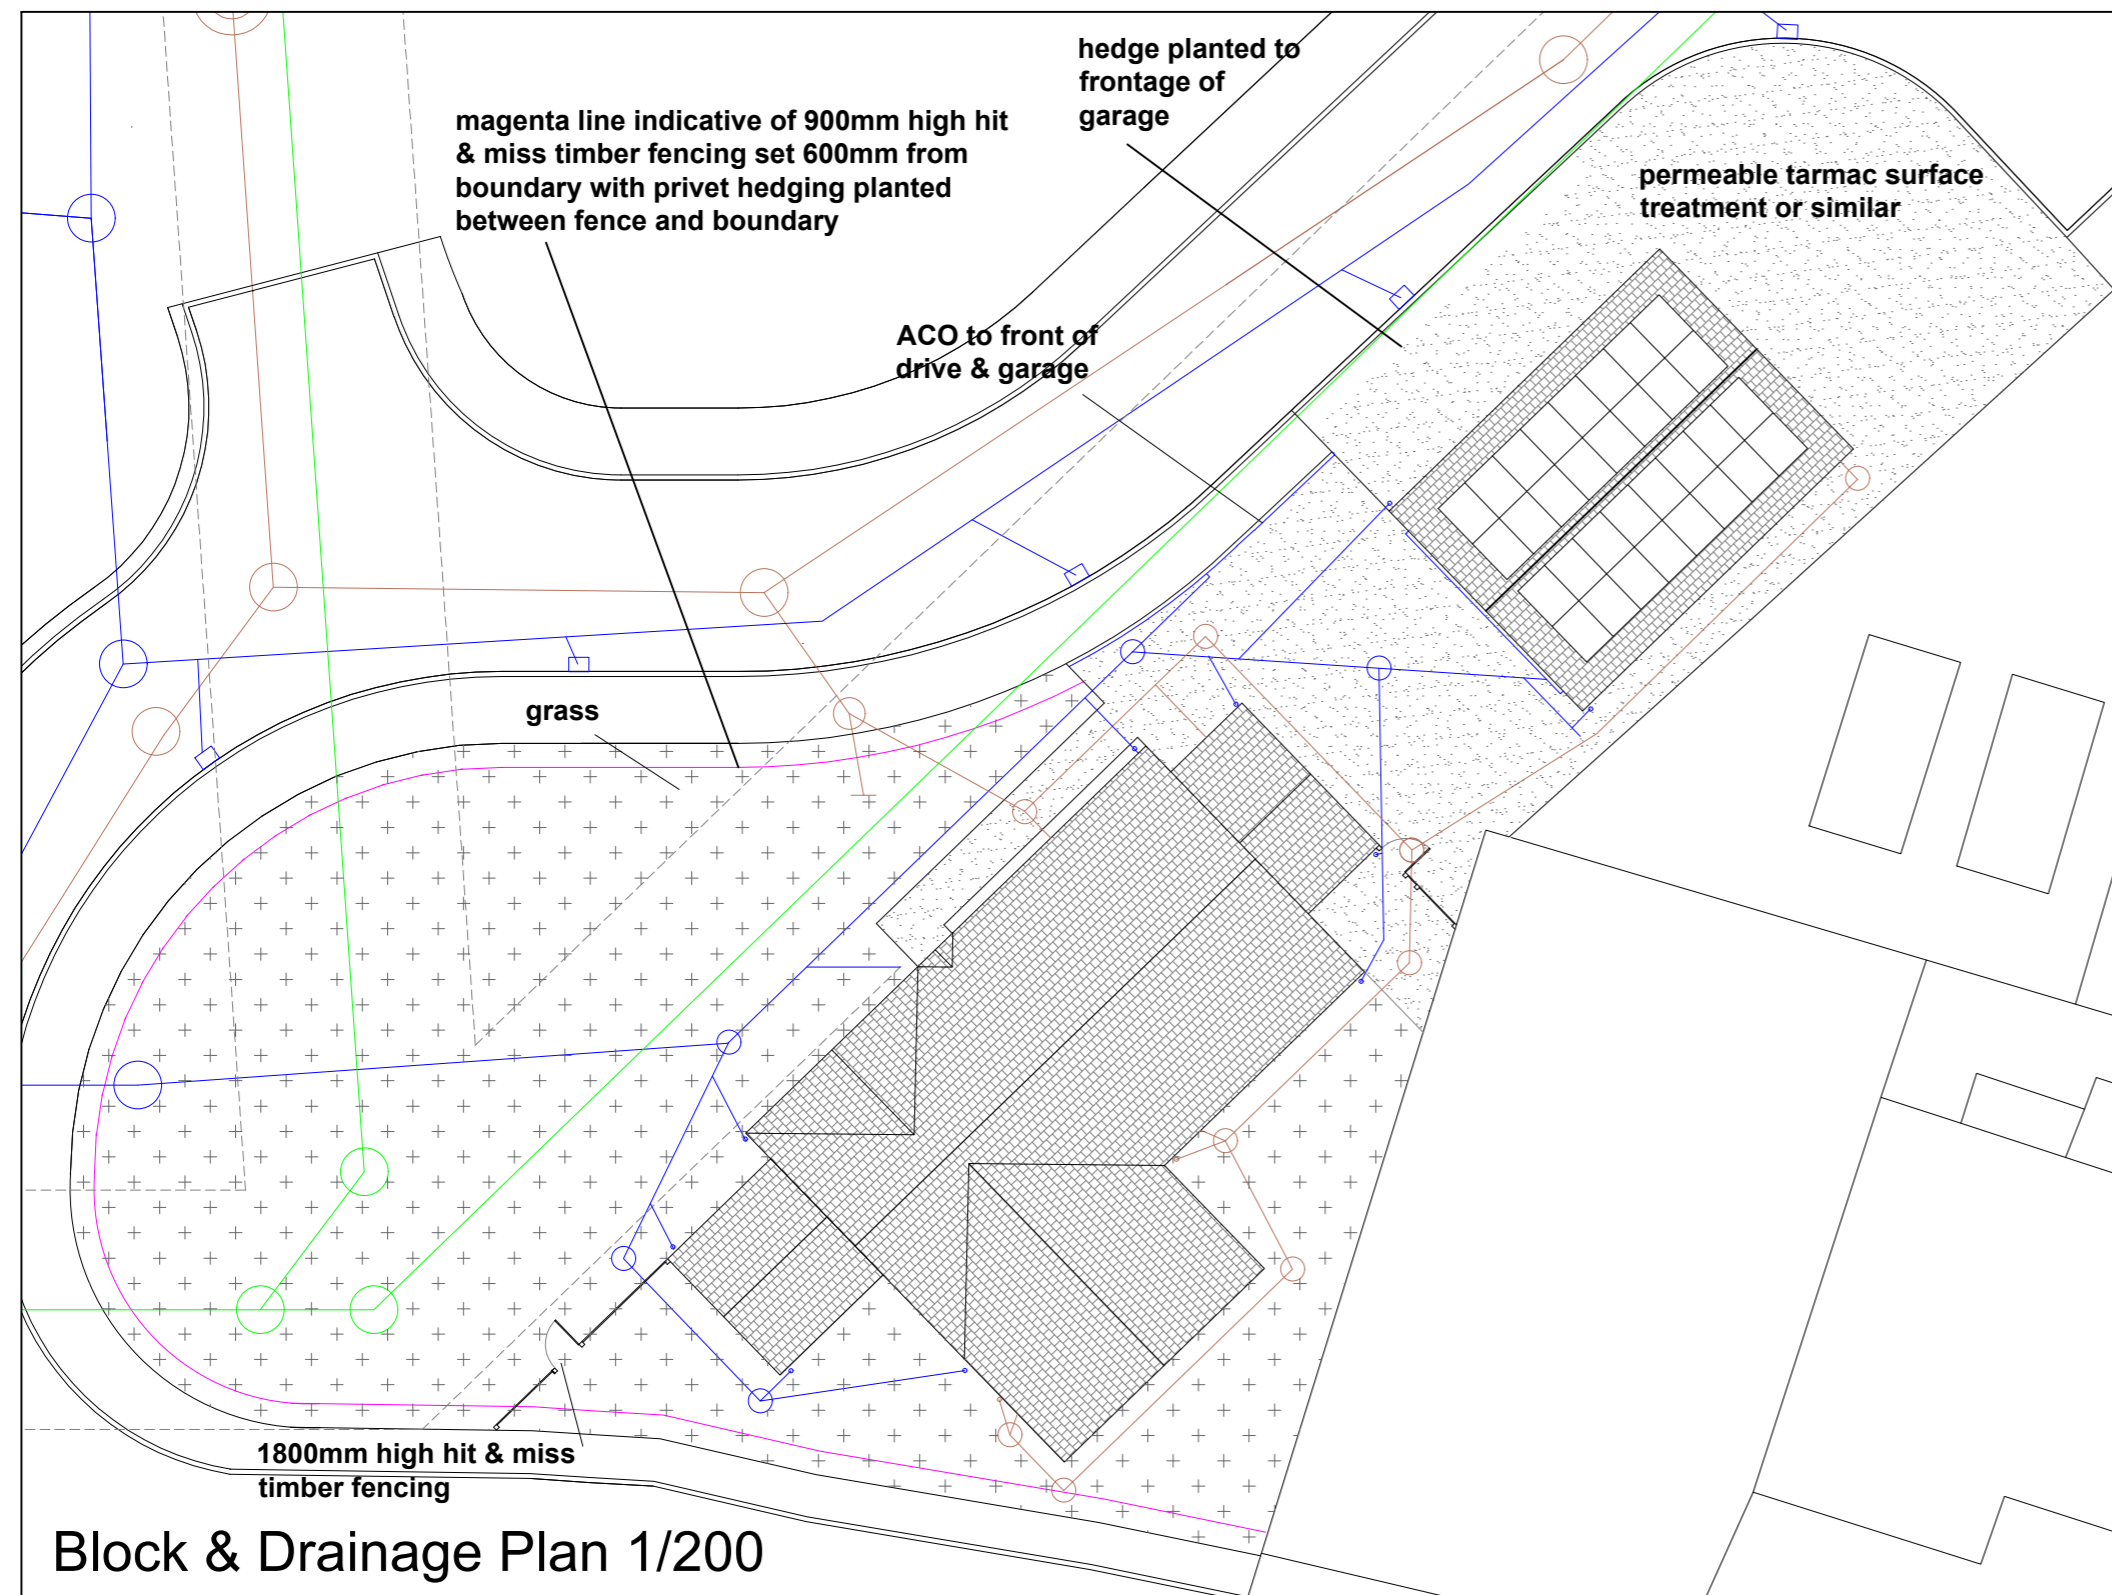 hedge planted to
frontage of
garage
magenta line indicative of 900mm high hit
& miss timber fencing set 600mm from
boundary with privet hedging planted
between fence and boundary
permeable tarmac surface
treatment or similar
ACO to front of
drive & garage
grass
1800mm high hit & miss
timber fencing
Block & Drainage Plan 1/200